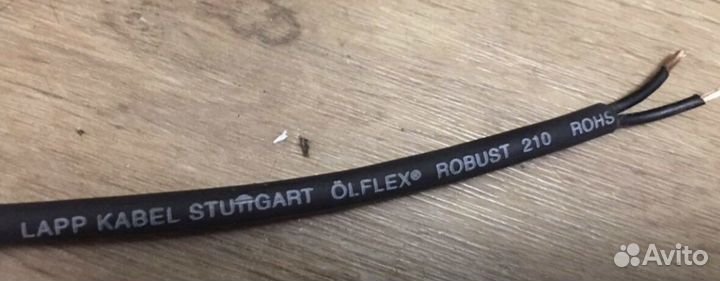 LAPP KABEL STUTTGART ÖLFLEX® ROBUST 210 ROHS
Avito